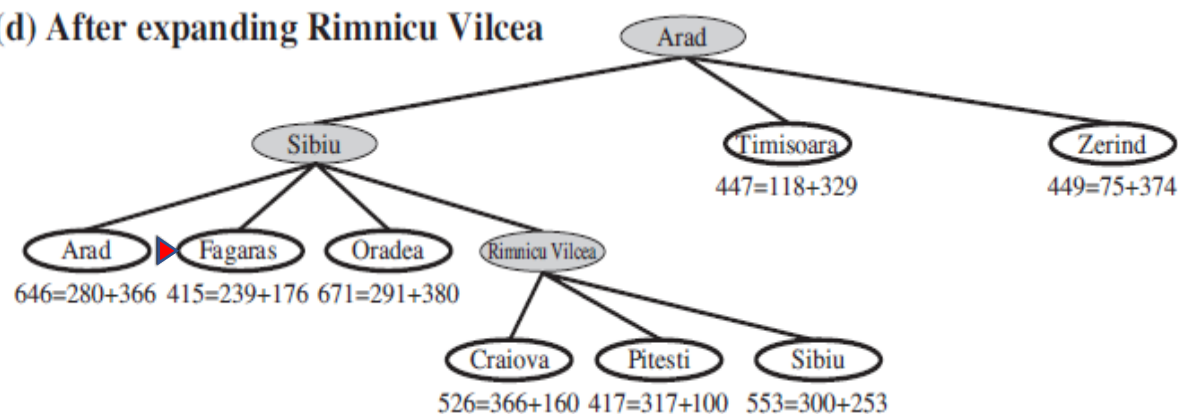 (d) After expanding Rimnicu Vilcea
Arad
Sibiu
Timisoara
Zerind
447=118+329
449=75+374
Arad
Fagaras
Oradea
Rimnicu Vilcea
646=280+366
415=239+176
671=291+380
Craiova
Pitesti
Sibiu
526=366+160
417=317+100
553=300+253